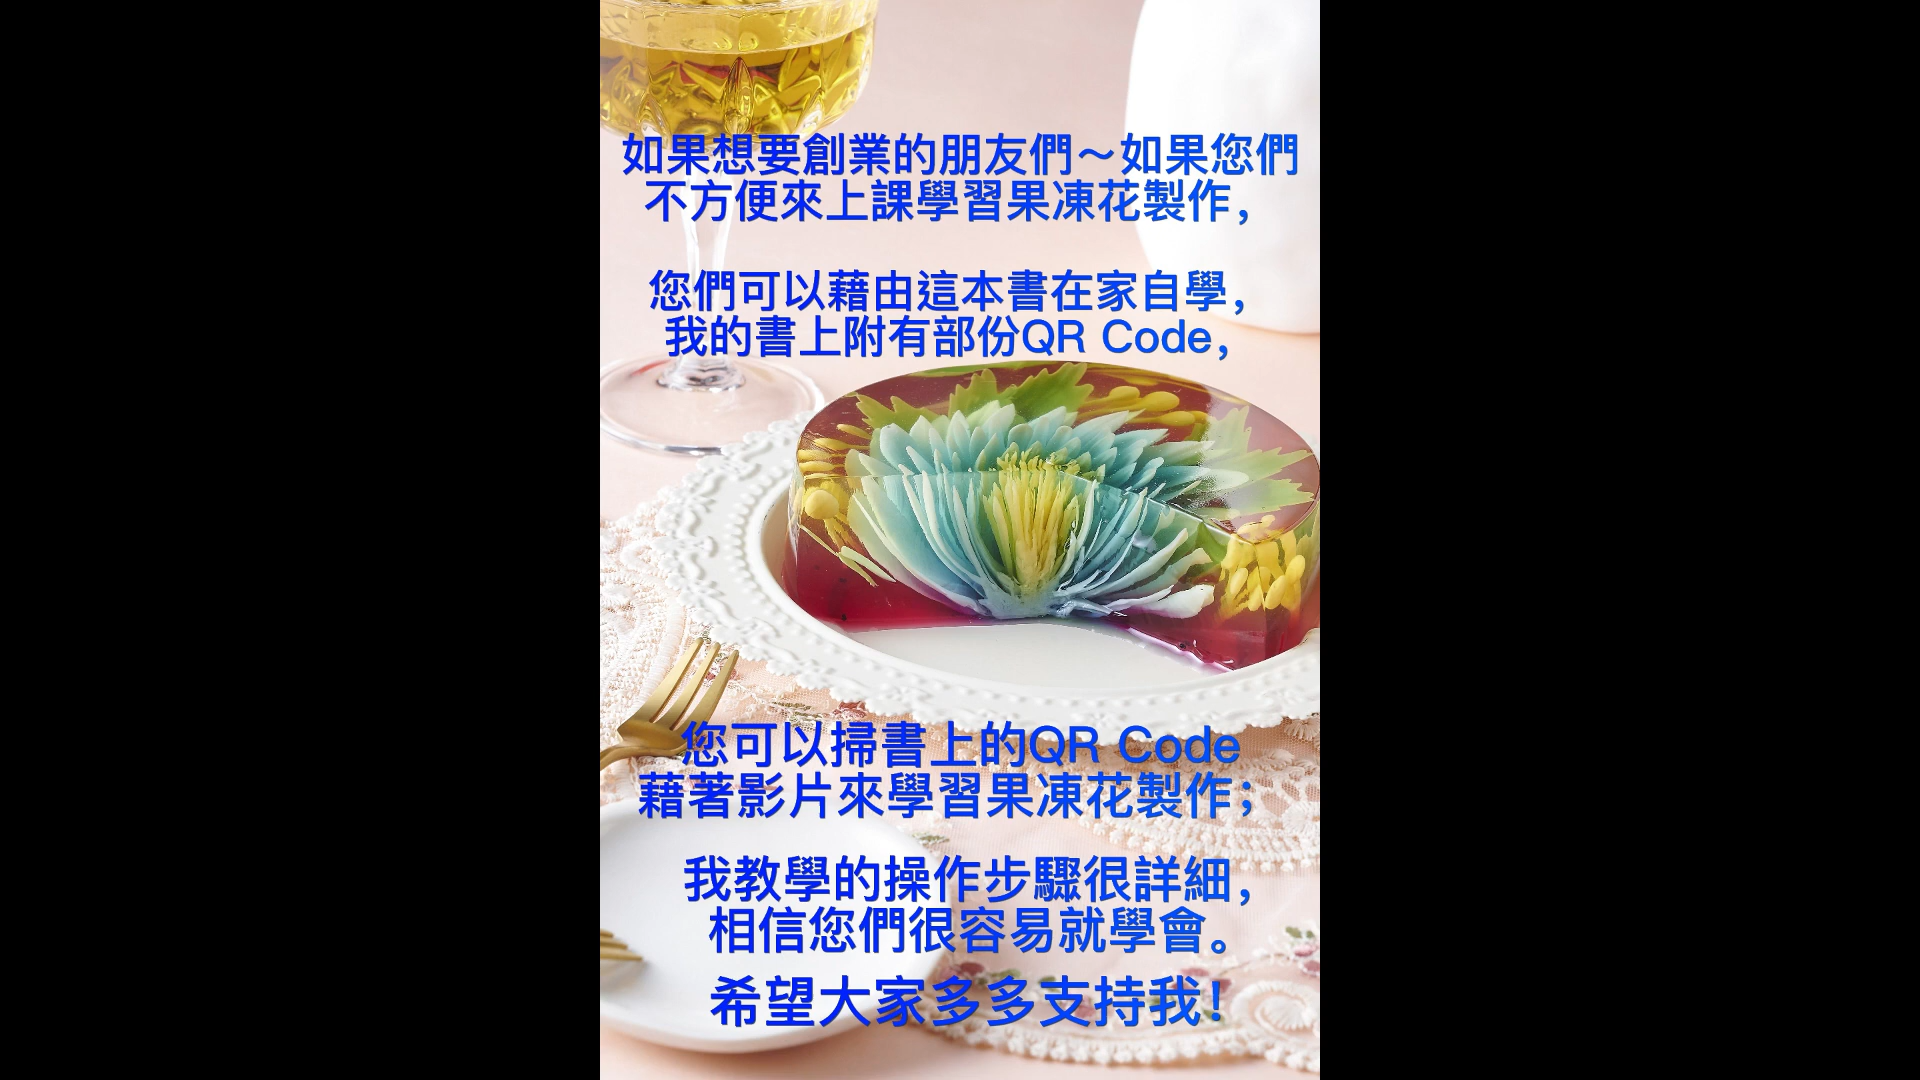 如果想要創業的朋友們～如果您們
不方便來上課學習果凍花製作，
您們可以藉由這本書在家自學，
我的書上附有部份QR Code，
您可以掃書上的QR Code
藉著影片來學習果凍花製作；
我教學的操作步驟很詳細，
相信您們很容易就學會。
希望大家多多支持我！